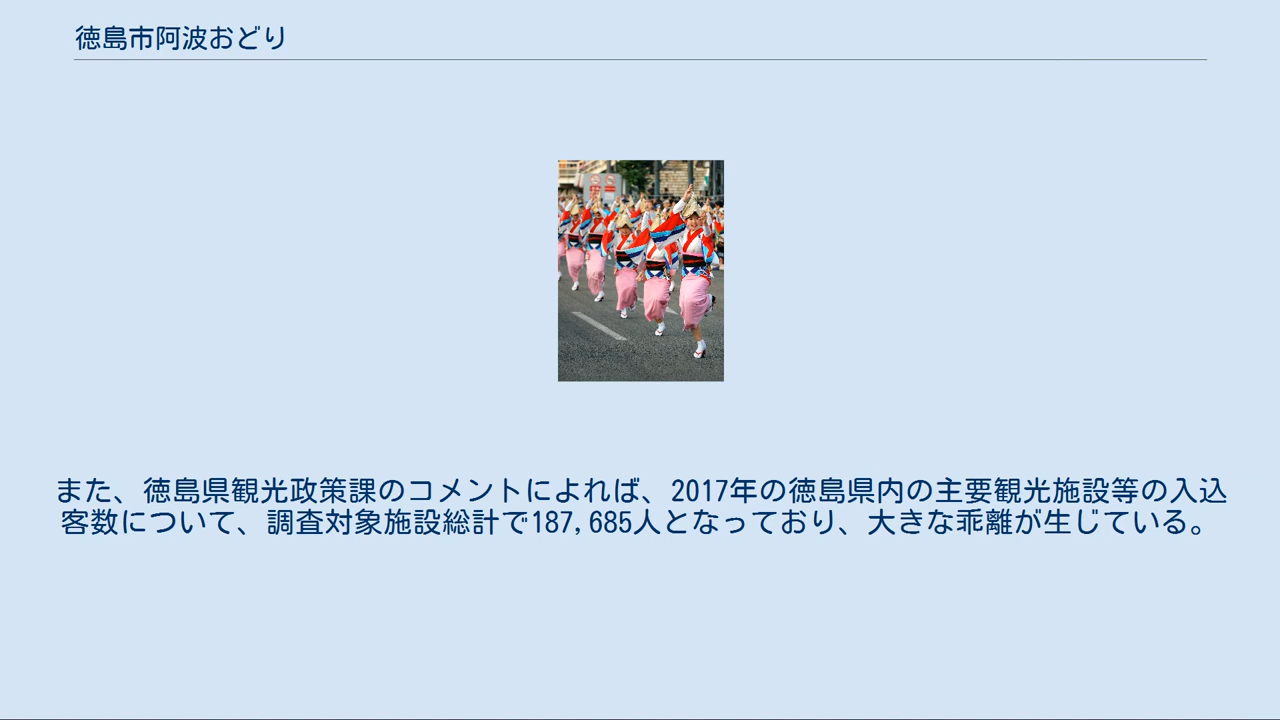 徳島市阿波おどり
また、徳島県観光政策課のコメントによれば、2017年の徳島県内の主要観光施設等の入込
客数について、調査対象施設総計で187,685人となっており、大きな乖離が生じている。